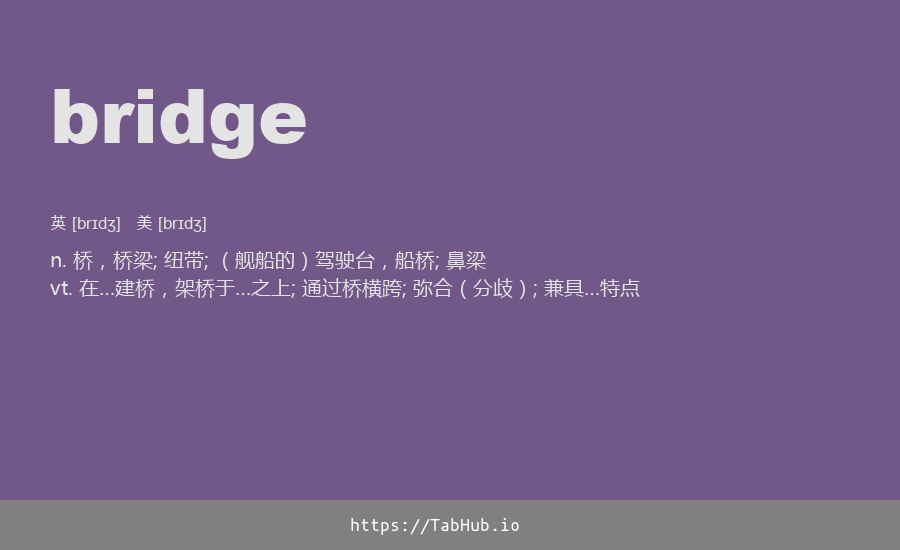 bridge
英 [brɪdʒ] 美 [brɪdʒ]
n. 桥，桥梁; 纽带; （舰船的）驾驶台，船桥; 鼻梁
vt. 在…建桥，架桥于…之上; 通过桥横跨; 弥合（分歧）; 兼具…特点
https://TabHub.io